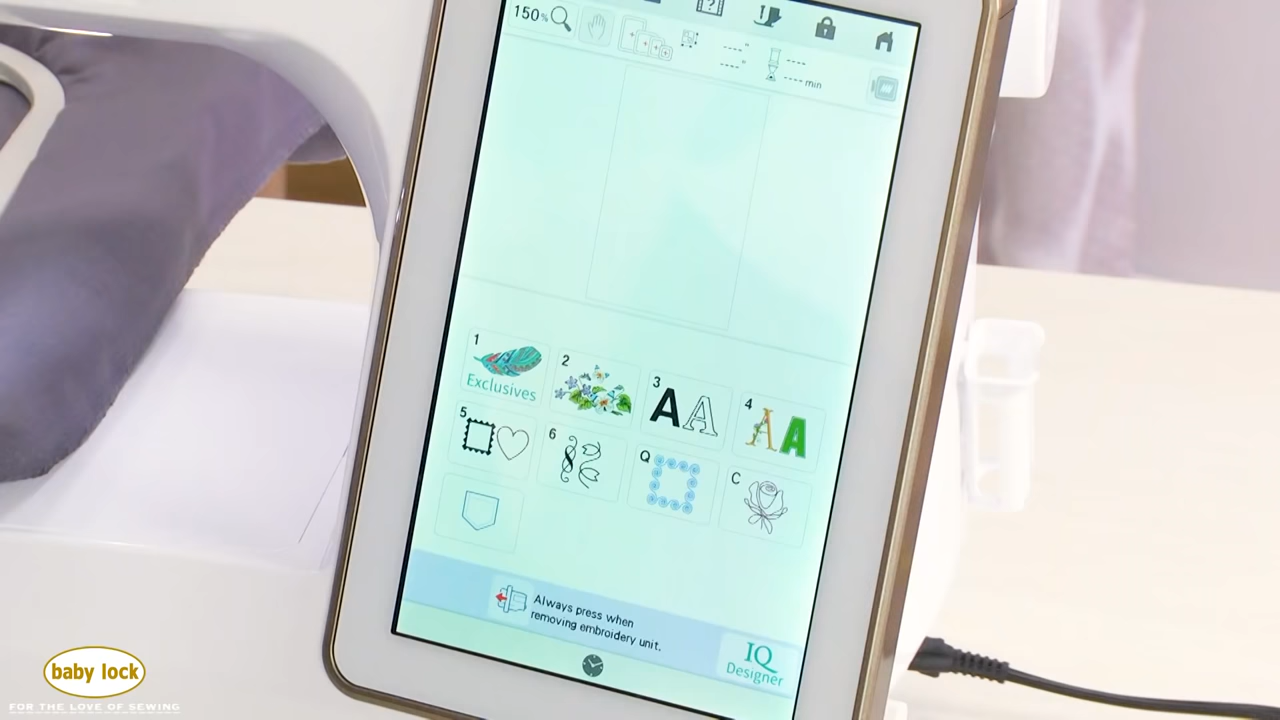 150%
---"
---"
----
---- min
1
Exclusives
2
3
A A
4
A A
5
6
Q
C
Always press when
removing embroidery unit.
IQ
Designer
baby lock
FOR THE LOVE OF SEWING